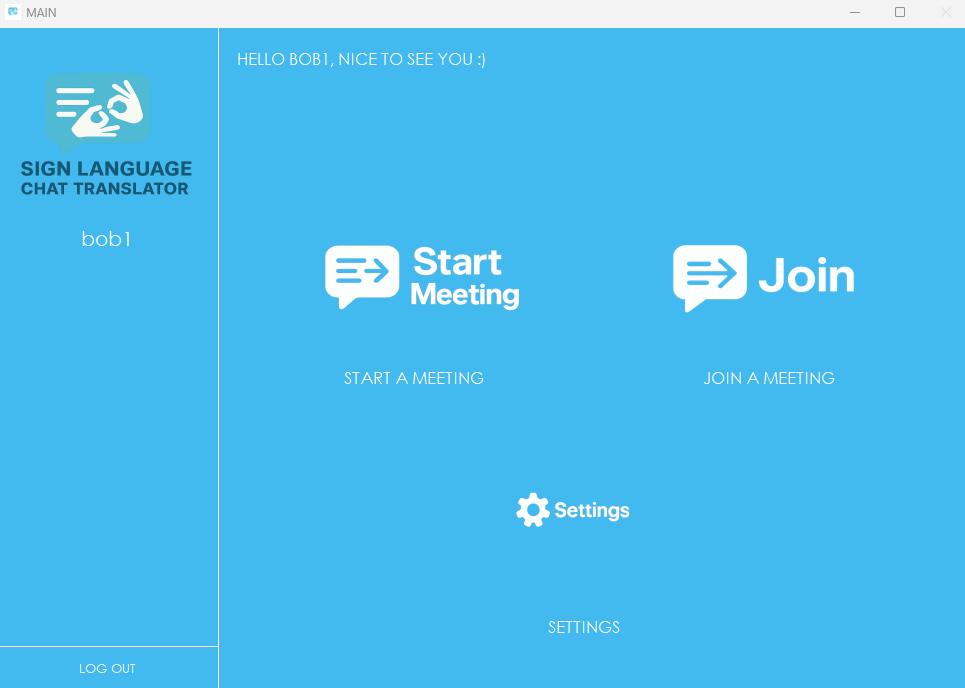 MAIN
HELLO BOB1, NICE TO SEE YOU :)
SIGN LANGUAGE
CHAT TRANSLATOR
bob1
Start
Meeting
Join
START A MEETING
JOIN A MEETING
Settings
SETTINGS
LOG OUT